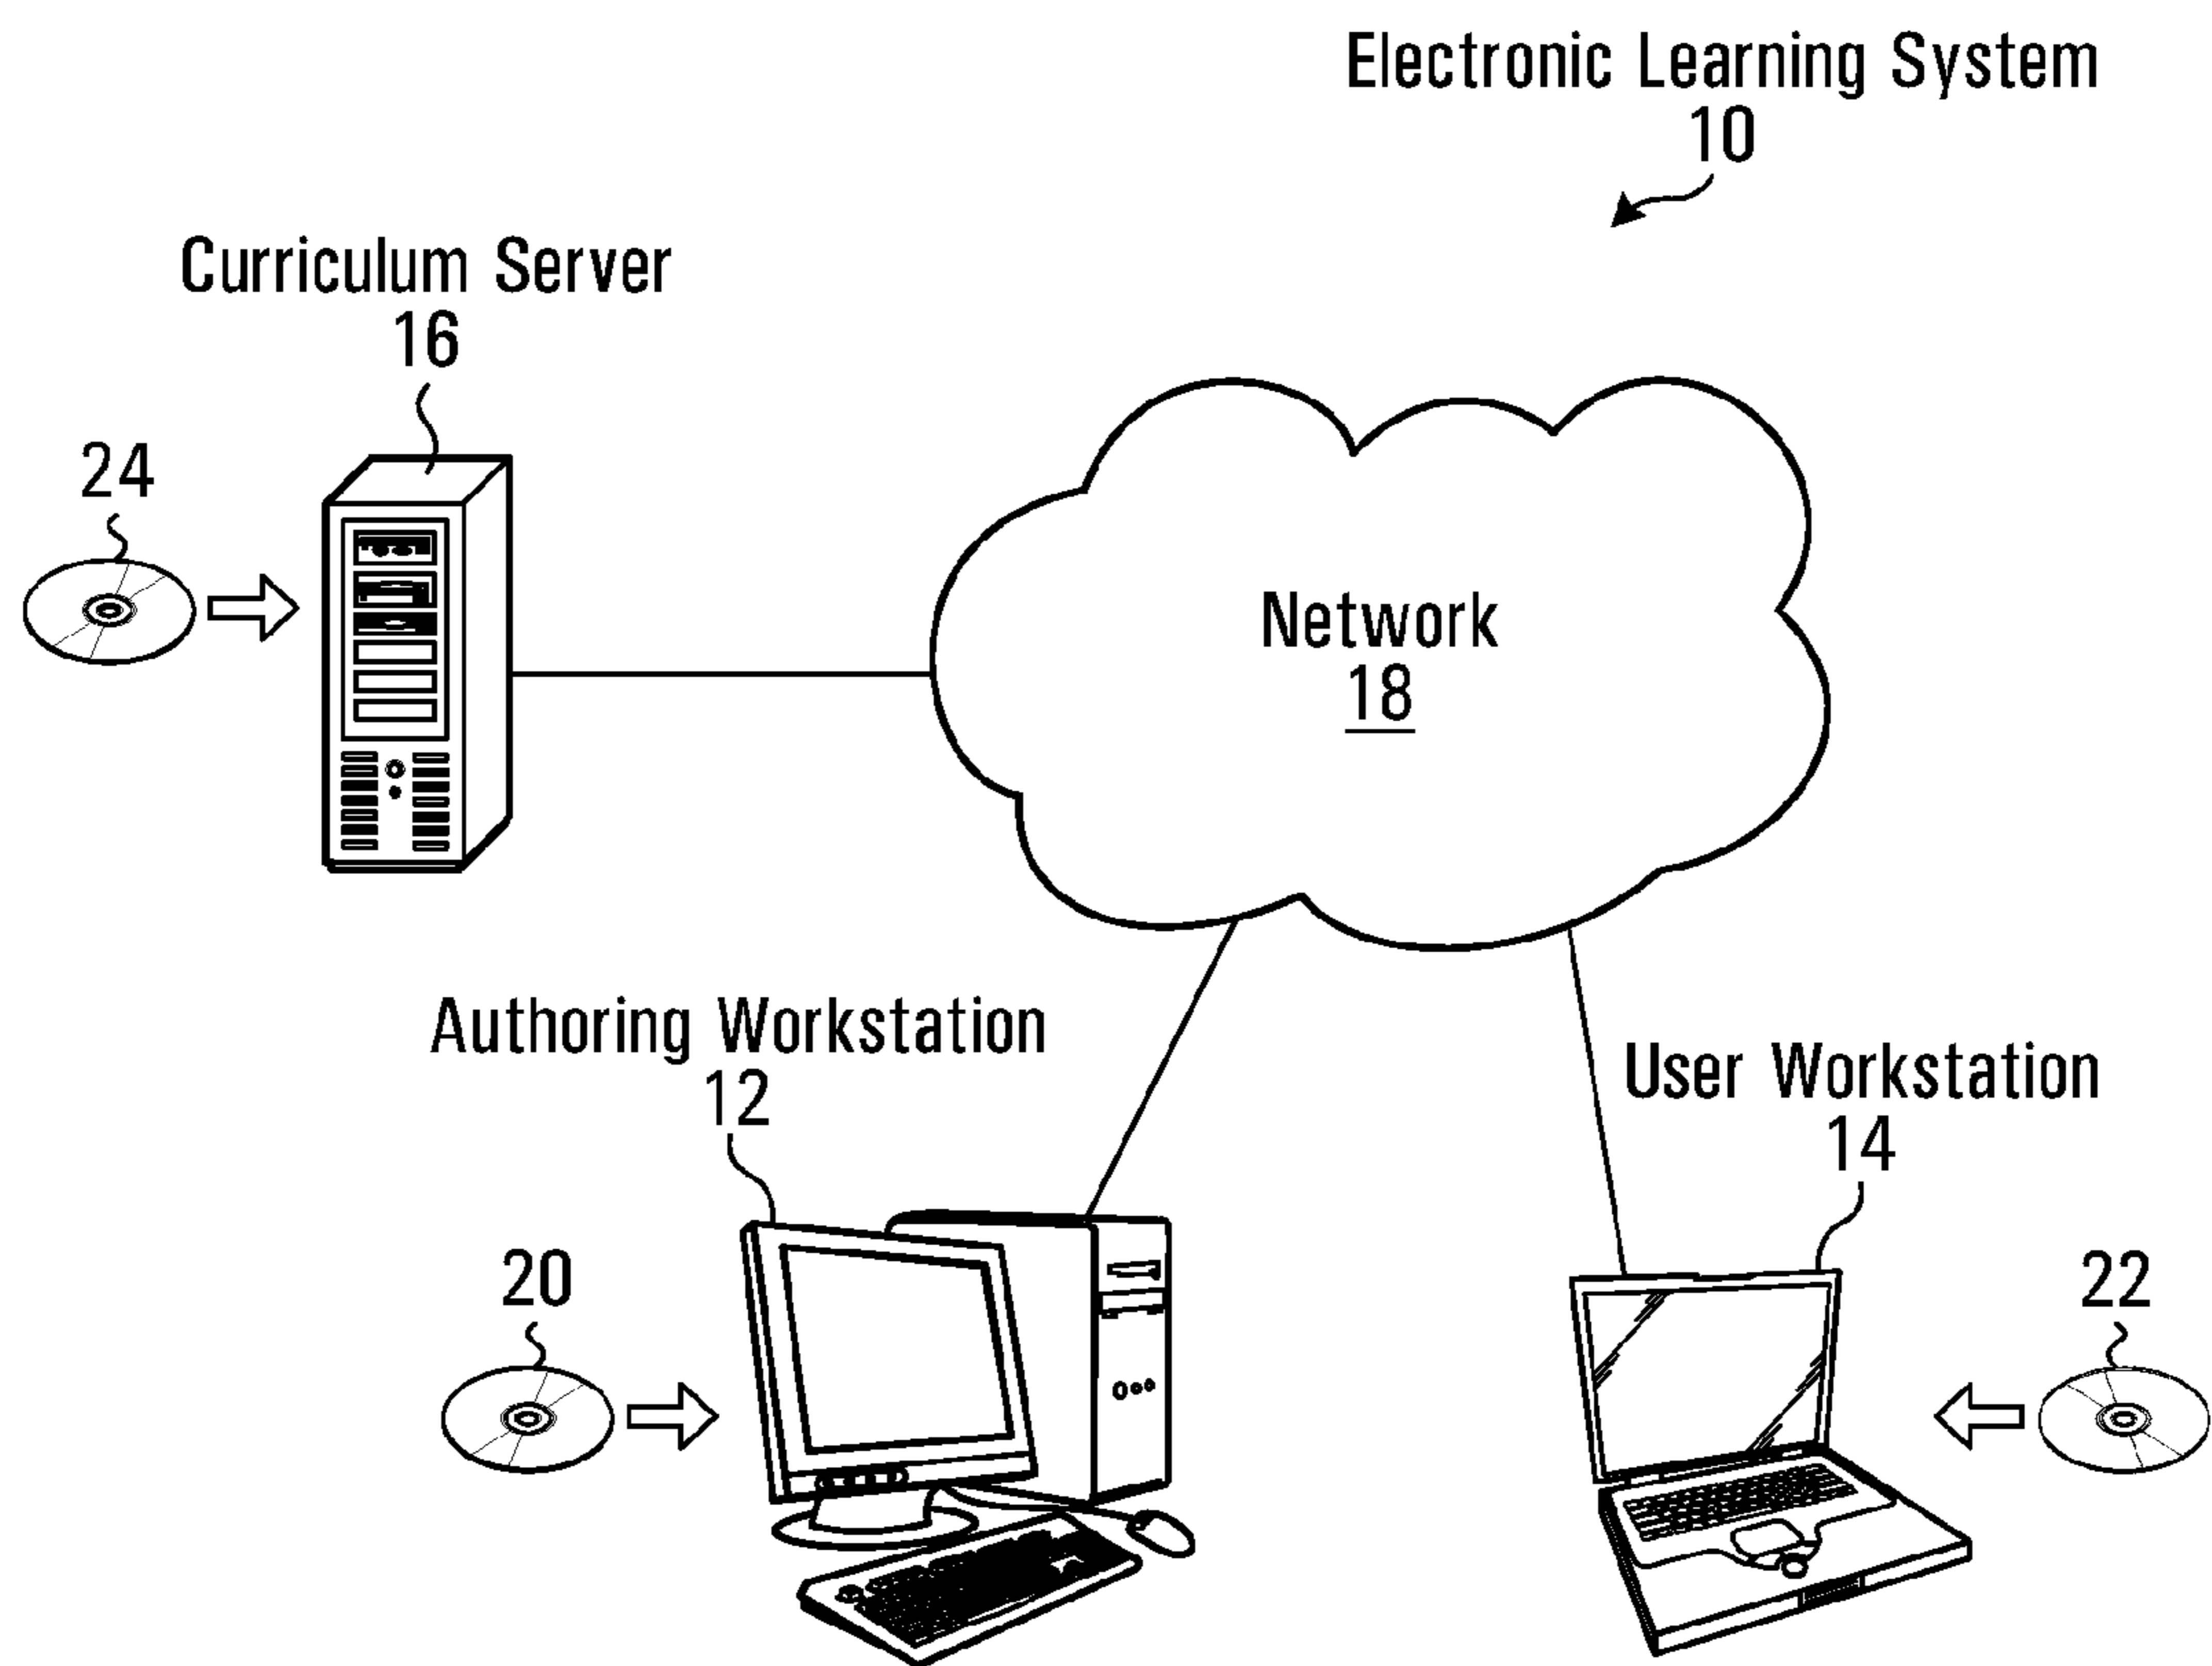 Electronic Learning System
10
Curriculum Server
16
24
Network
18
Authoring Workstation
12
User Workstation
14
20
22